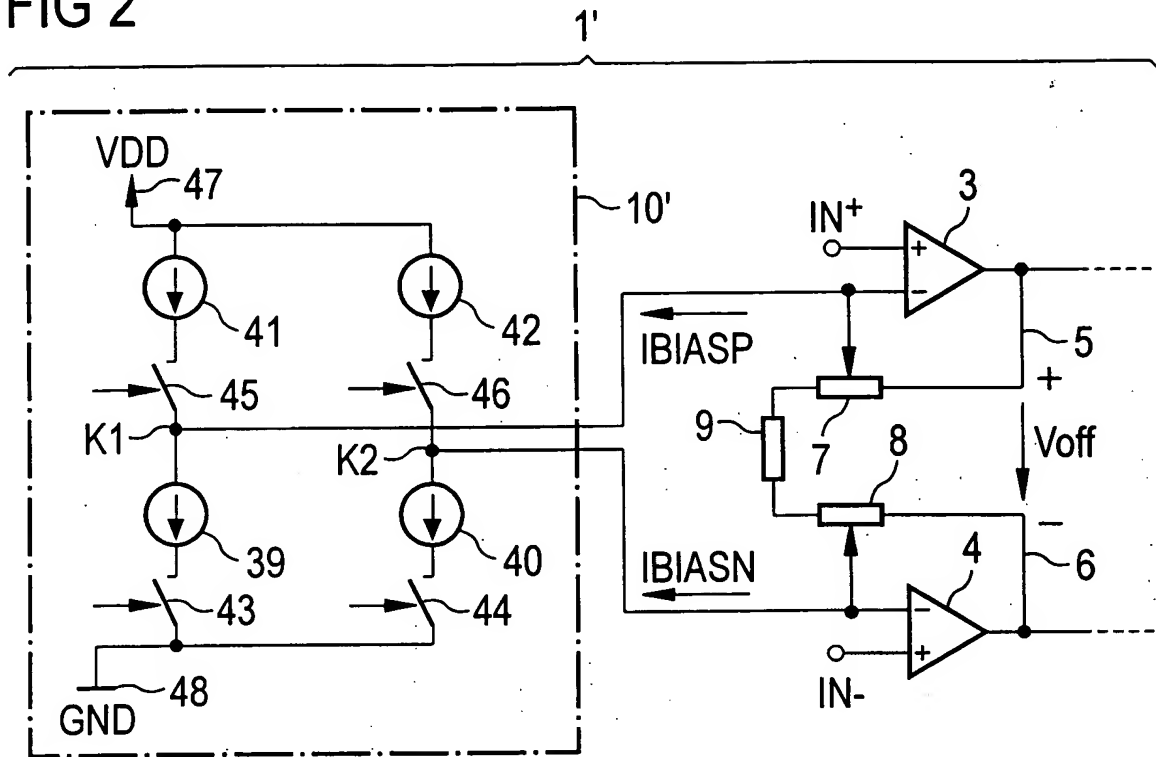 FIG 2
1'
VDD
47
10'
41
42
45
46
K1
K2
39
40
43
44
48
GND
IN+
3
+
−
IBIASP
5
+
9
7
8
Voff
−
IBIASN
4
6
−
+
IN-